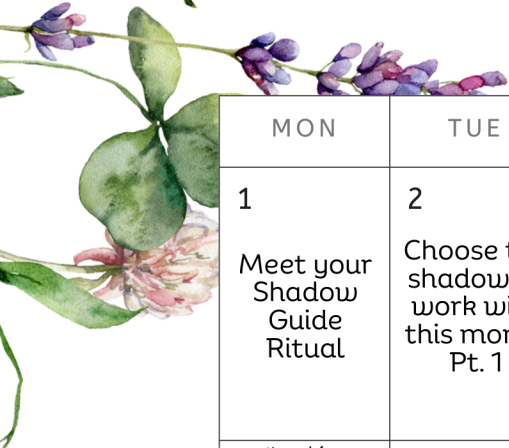 MON
TUE
1
Meet your
Shadow
Guide
Ritual
2
Choose
shadow
work
this
Pt. 1